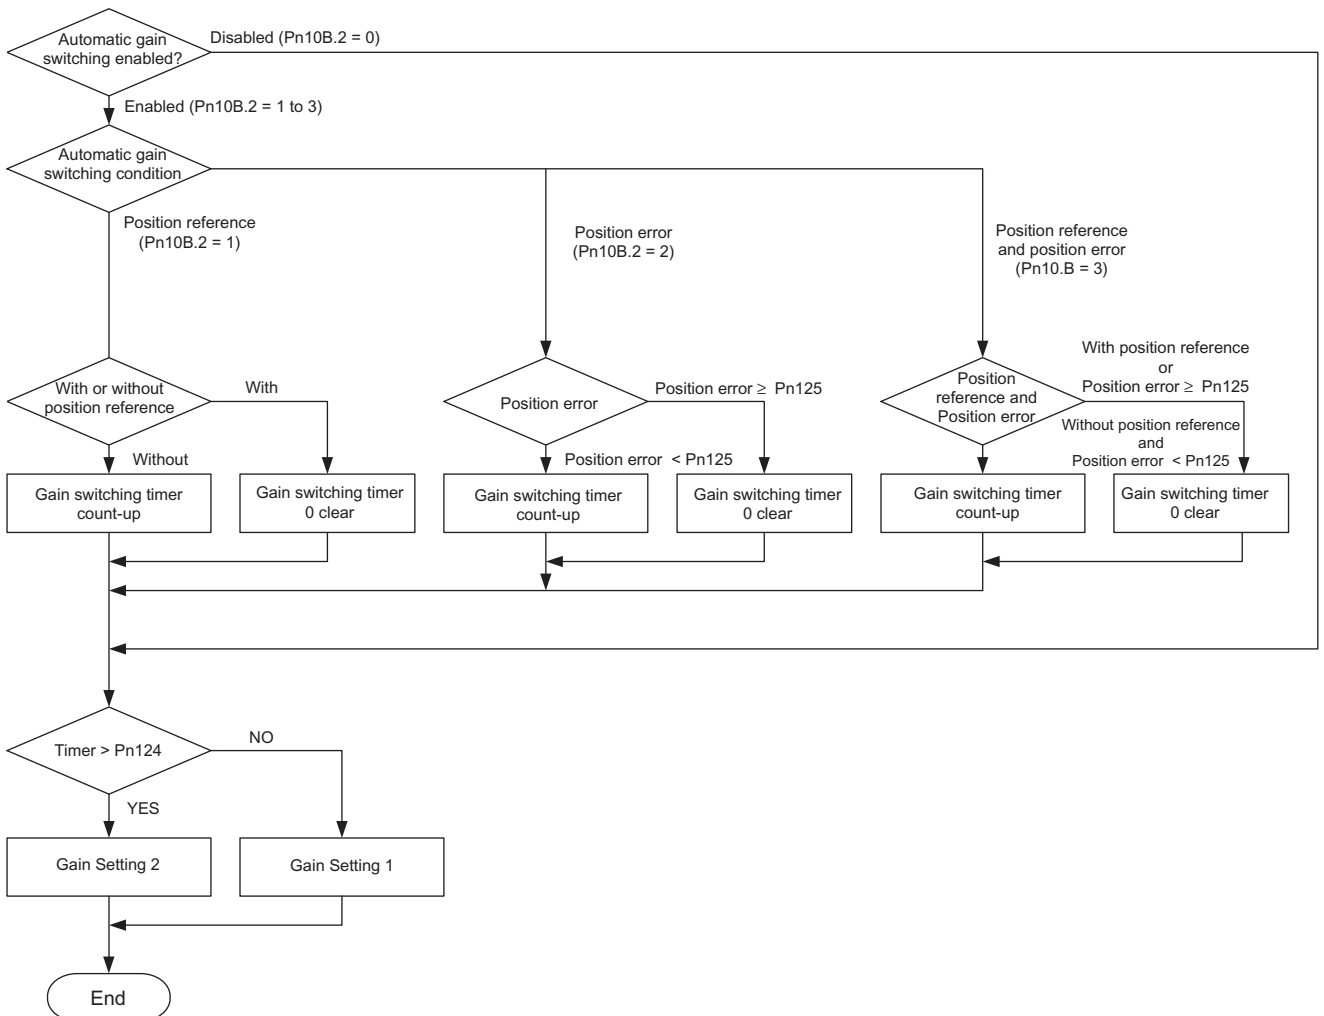 Automatic gain
switching enabled?
Disabled (Pn10B.2 = 0)
Enabled (Pn10B.2 = 1 to 3)
Automatic gain
switching condition
Position reference
(Pn10B.2 = 1)
Position error
(Pn10B.2 = 2)
Position reference
and position error
(Pn10.B = 3)
With or without
position reference
With
Without
Position error
Position error ≥ Pn125
Position error < Pn125
Position
reference and
Position error
With position reference
or
Position error ≥ Pn125
Without position reference
and
Position error < Pn125
Gain switching timer
count-up
Gain switching timer
0 clear
Gain switching timer
count-up
Gain switching timer
0 clear
Gain switching timer
count-up
Gain switching timer
0 clear
Timer > Pn124
NO
YES
Gain Setting 2
Gain Setting 1
End